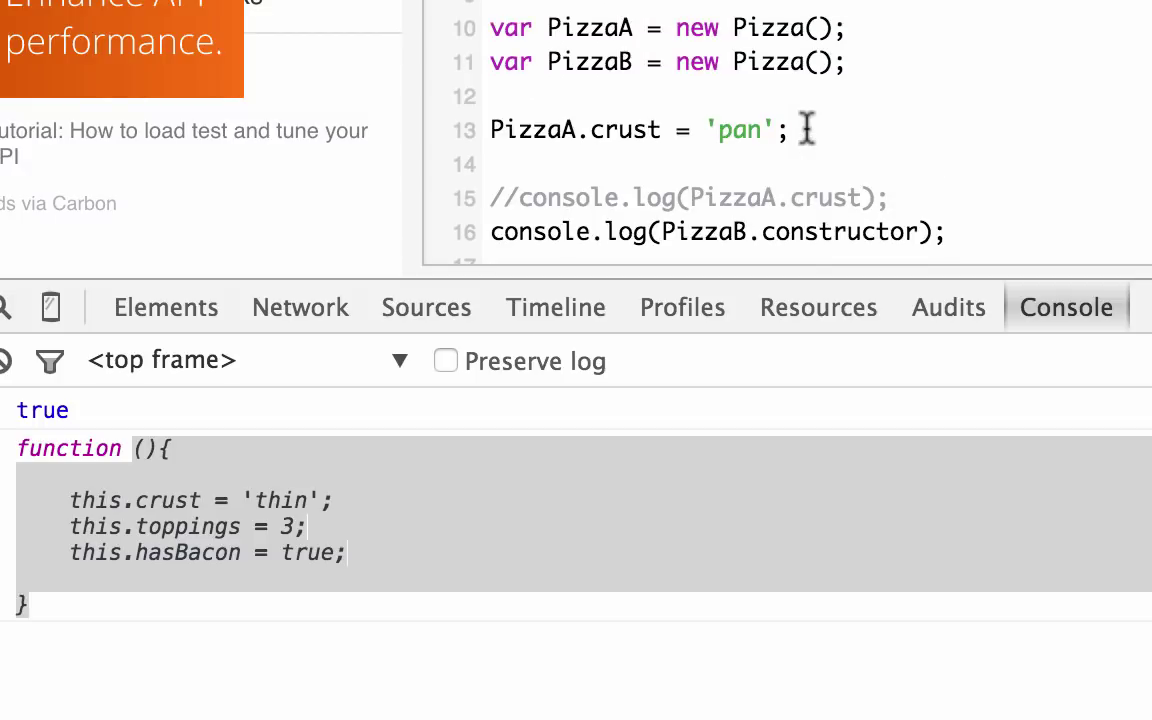 Enhance API
performance.
utorial: How to load test and tune your
PI
ds via Carbon
10 var PizzaA = new Pizza();
11 var PizzaB = new Pizza();
12
13 PizzaA.crust = 'pan';
14
15 //console.log(PizzaA.crust);
16 console.log(PizzaB.constructor);
17
Elements Network Sources Timeline Profiles Resources Audits Console
<top frame> ▼ Preserve log
true
function (){
this.crust = 'thin';
this.toppings = 3;
this.hasBacon = true;
}